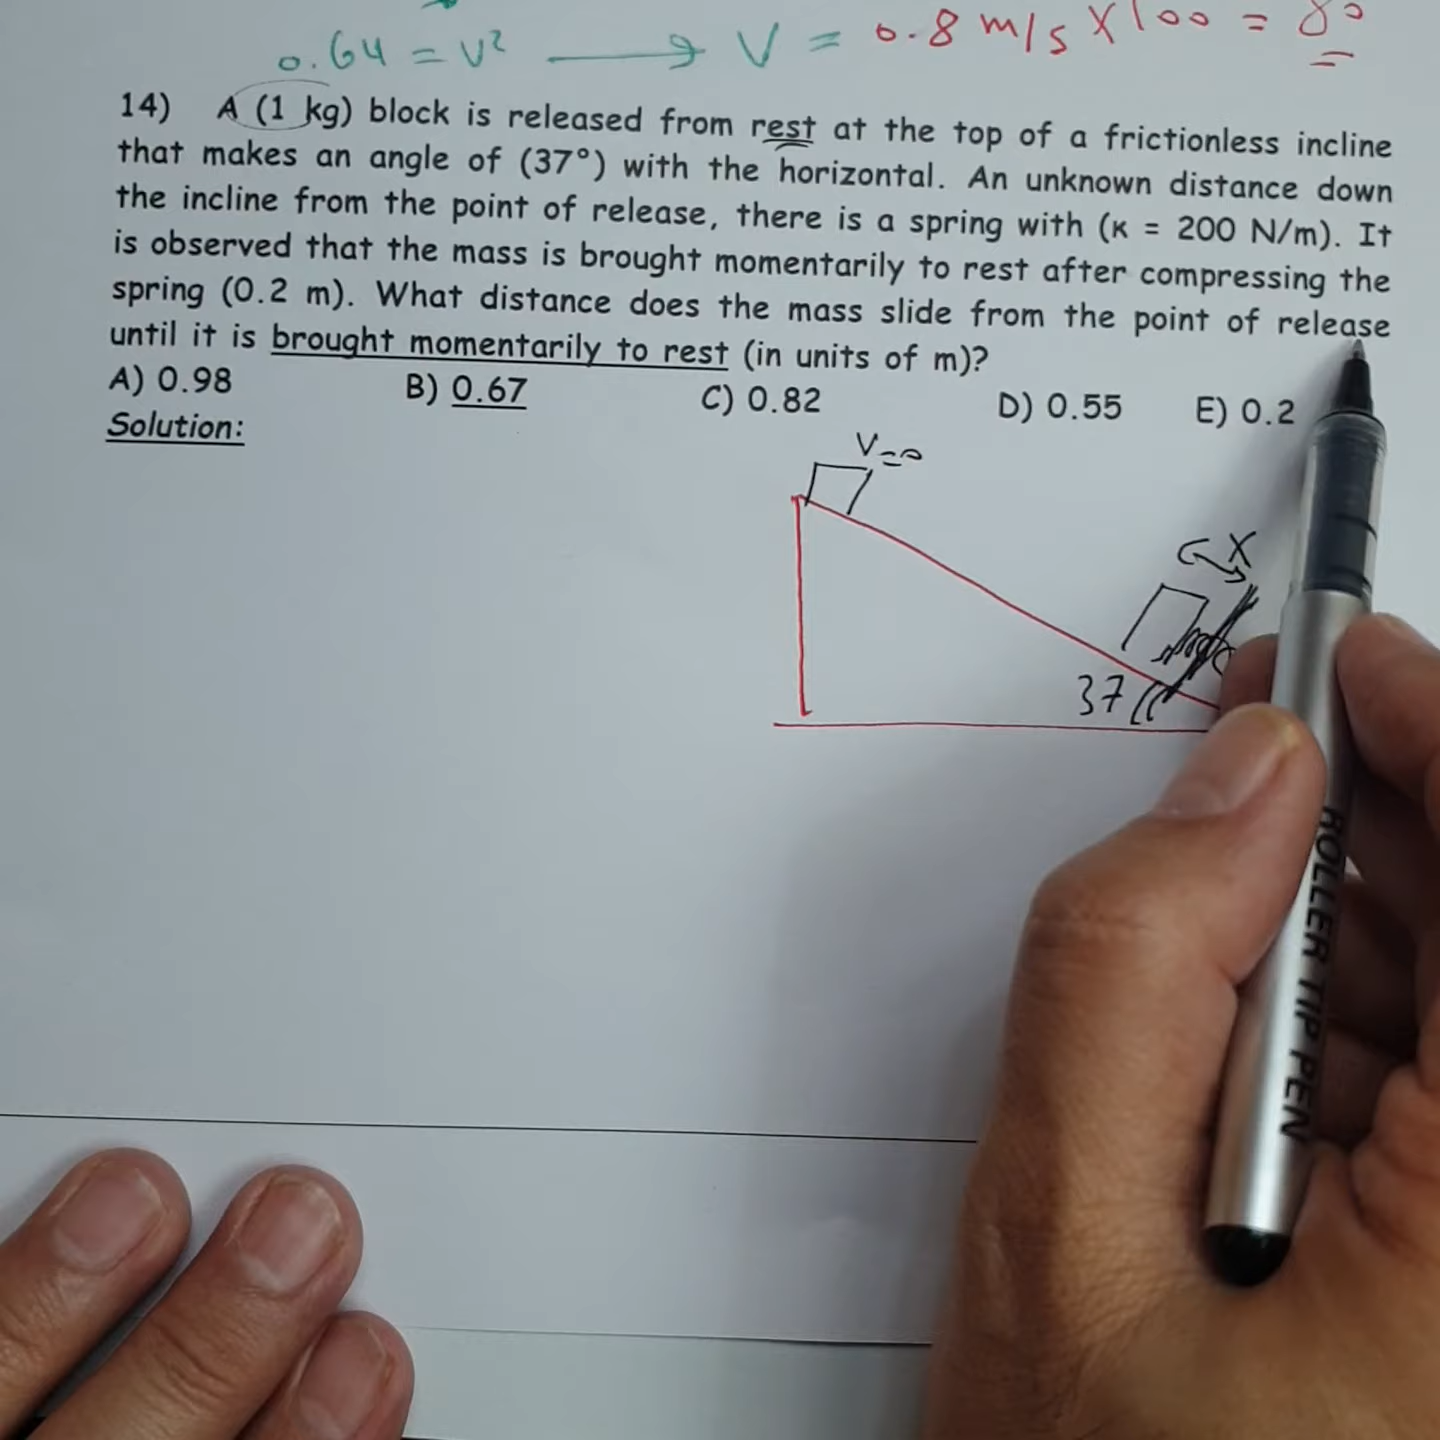 0.64 = V² → V = 0.8 m/s × 100 = 80
14) A (1 kg) block is released from rest at the top of a frictionless incline
that makes an angle of (37°) with the horizontal. An unknown distance down
the incline from the point of release, there is a spring with (κ = 200 N/m). It
is observed that the mass is brought momentarily to rest after compressing the
spring (0.2 m). What distance does the mass slide from the point of release
until it is brought momentarily to rest (in units of m)?
A) 0.98 B) 0.67 C) 0.82 D) 0.55 E) 0.2
Solution:
V=0
X
37
ROLLER TIP PEN